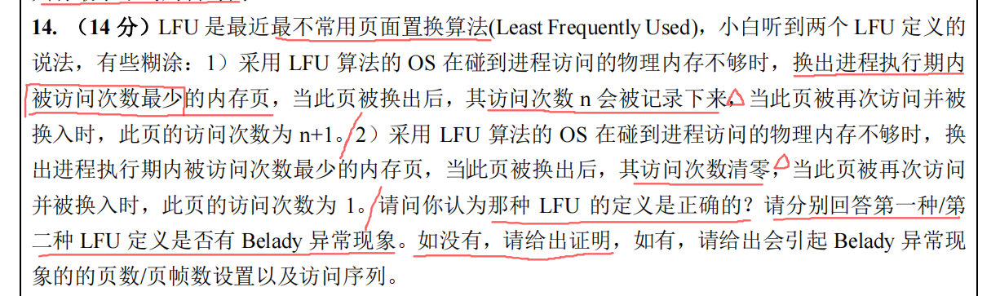 14. （14 分）LFU 是最近最不常用页面置换算法(Least Frequently Used)，小白听到两个 LFU 定义的
说法，有些糊涂：1）采用 LFU 算法的 OS 在碰到进程访问的物理内存不够时，换出进程执行期内
被访问次数最少的内存页，当此页被换出后，其访问次数 n 会被记录下来，当此页被再次访问并被
换入时，此页的访问次数为 n+1。2）采用 LFU 算法的 OS 在碰到进程访问的物理内存不够时，换
出进程执行期内被访问次数最少的内存页，当此页被换出后，其访问次数清零，当此页被再次访问
并被换入时，此页的访问次数为 1。请问你认为那种 LFU 的定义是正确的？请分别回答第一种/第
二种 LFU 定义是否有 Belady 异常现象。如没有，请给出证明，如有，请给出会引起 Belady 异常现
象的的页数/页帧数设置以及访问序列。